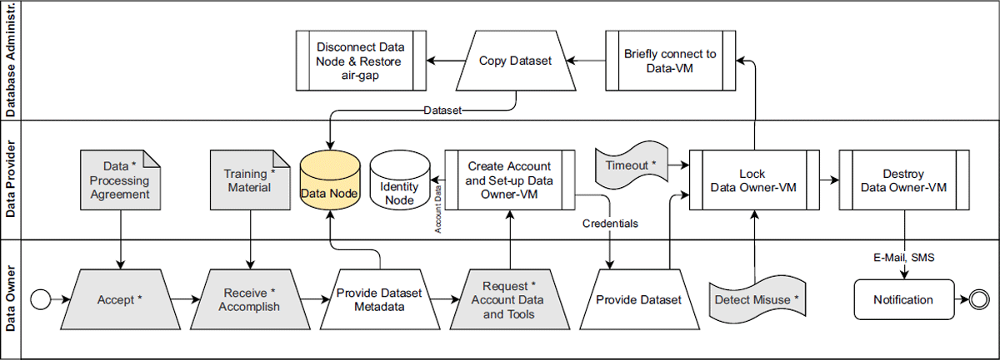 Database Administr.
Disconnect Data
Node & Restore
air-gap
Copy Dataset
Briefly connect to
Data-VM
Dataset
Data Provider
Data *
Processing
Agreement
Training *
Material
Data Node
Identity
Node
Account Data
Create Account
and Set-up Data
Owner-VM
Credentials
Timeout *
Lock
Data Owner-VM
Destroy
Data Owner-VM
E-Mail, SMS
Data Owner
Accept *
Receive *
Accomplish
Provide Dataset
Metadata
Request *
Account Data
and Tools
Provide Dataset
Detect Misuse *
Notification